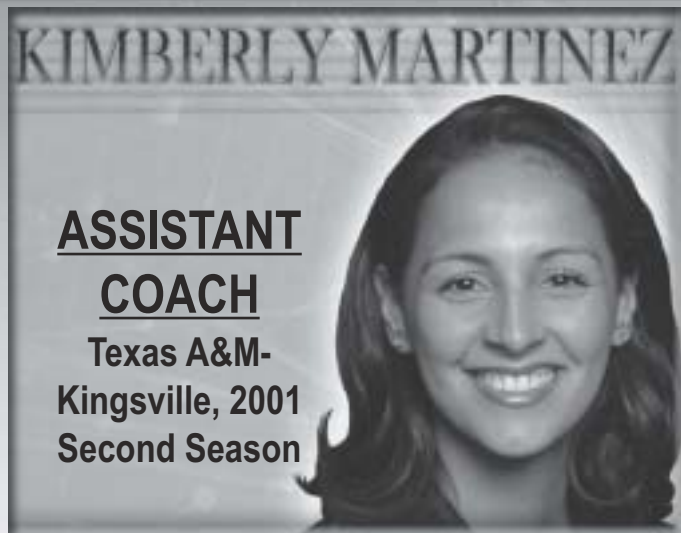 KIMBERLY MARTINEZ
ASSISTANT
COACH
Texas A&M-
Kingsville, 2001
Second Season